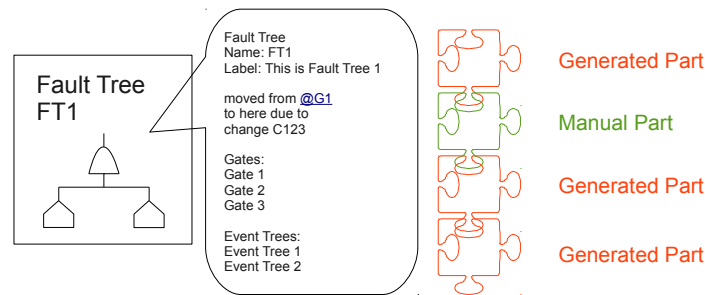 Fault Tree
FT1
Fault Tree
Name: FT1
Label: This is Fault Tree 1
moved from @G1
to here due to
change C123
Gates:
Gate 1
Gate 2
Gate 3
Event Trees:
Event Tree 1
Event Tree 2
Generated Part
Manual Part
Generated Part
Generated Part